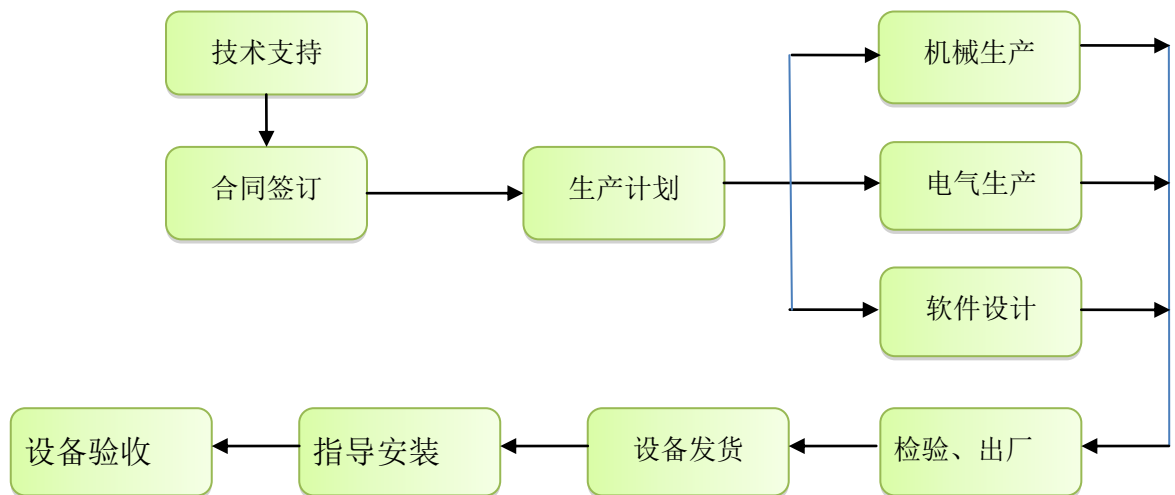 技术支持
合同签订
生产计划
机械生产
电气生产
软件设计
检验、出厂
设备发货
指导安装
设备验收